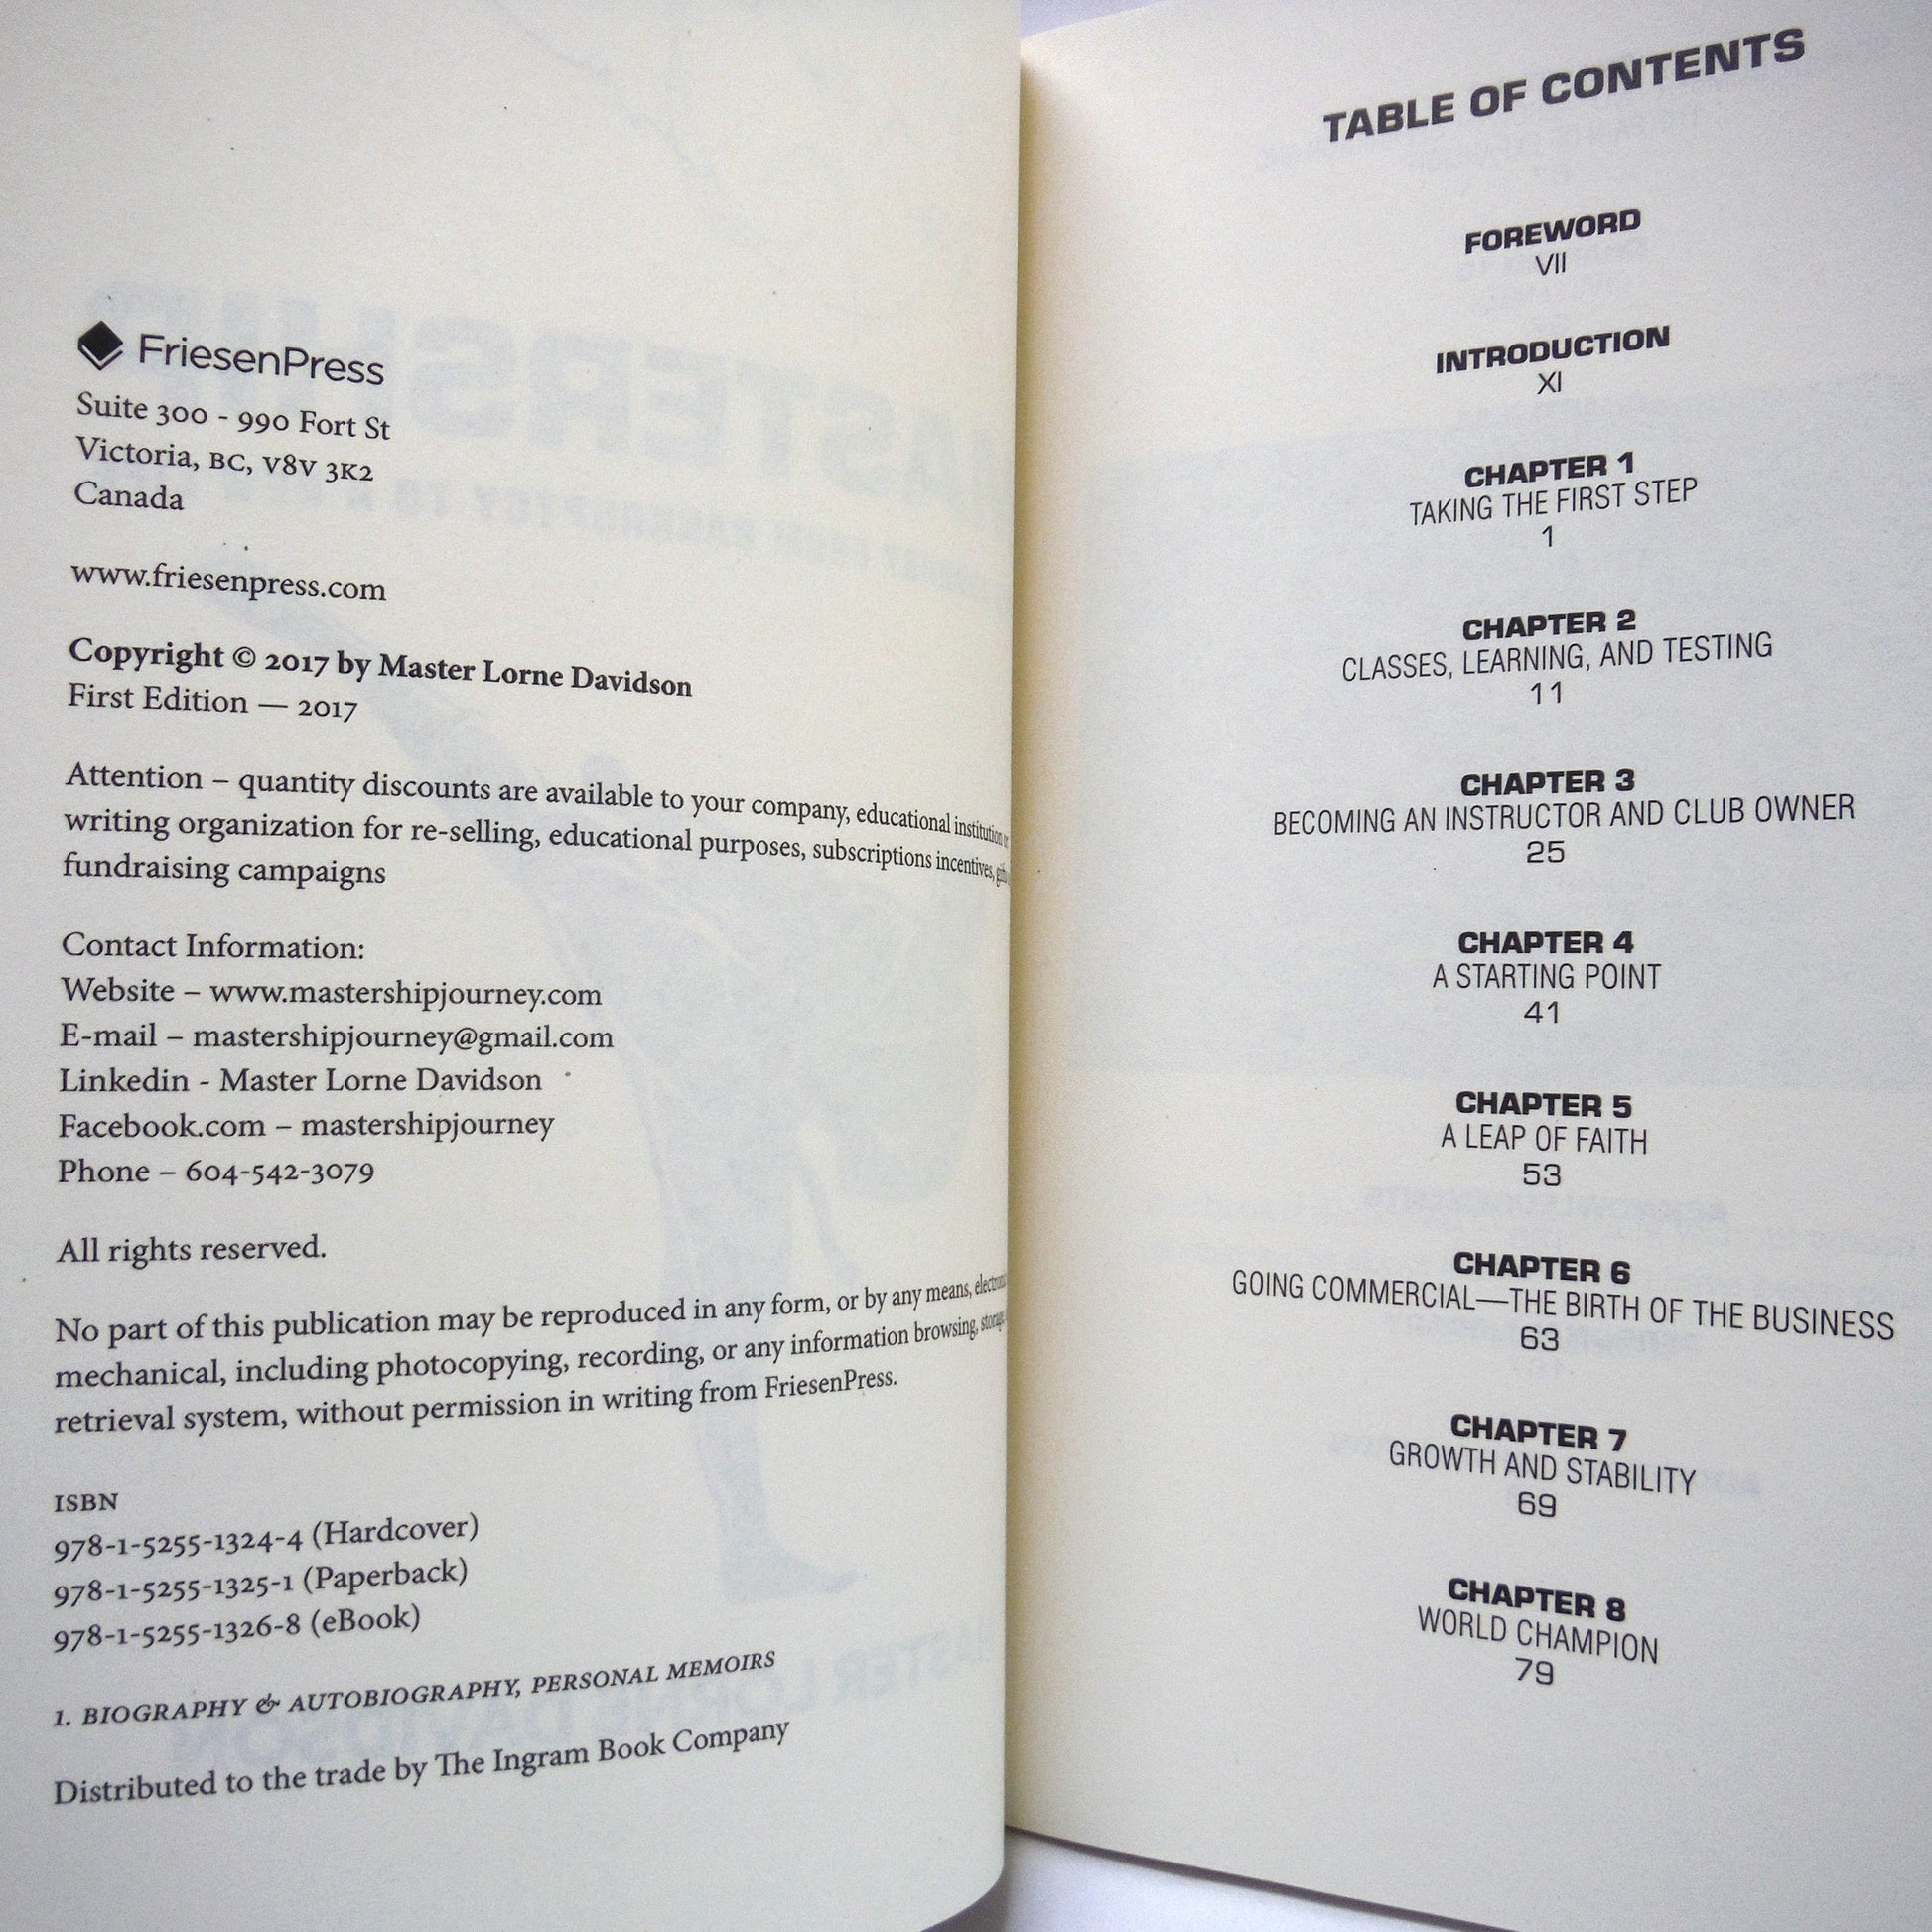 FriesenPress
Suite 300 - 990 Fort St
Victoria, BC, V8V 3K2
Canada
www.friesenpress.com
Copyright © 2017 by Master Lorne Davidson
First Edition — 2017
Attention – quantity discounts are available to your company, educational institution or
writing organization for re-selling, educational purposes, subscriptions incentives,
fundraising campaigns
Contact Information:
Website – www.mastershipjourney.com
E-mail – mastershipjourney@gmail.com
Linkedin - Master Lorne Davidson
Facebook.com – mastershipjourney
Phone – 604-542-3079
All rights reserved.
No part of this publication may be reproduced in any form, or by any means,
mechanical, including photocopying, recording, or any information browsing,
retrieval system, without permission in writing from FriesenPress.
ISBN
978-1-5255-1324-4 (Hardcover)
978-1-5255-1325-1 (Paperback)
978-1-5255-1326-8 (eBook)
1. BIOGRAPHY & AUTOBIOGRAPHY, PERSONAL MEMOIRS
Distributed to the trade by The Ingram Book Company
TABLE OF CONTENTS
FOREWORD
VII
INTRODUCTION
XI
CHAPTER 1
TAKING THE FIRST STEP
1
CHAPTER 2
CLASSES, LEARNING, AND TESTING
11
CHAPTER 3
BECOMING AN INSTRUCTOR AND CLUB OWNER
25
CHAPTER 4
A STARTING POINT
41
CHAPTER 5
A LEAP OF FAITH
53
CHAPTER 6
GOING COMMERCIAL—THE BIRTH OF THE BUSINESS
63
CHAPTER 7
GROWTH AND STABILITY
69
CHAPTER 8
WORLD CHAMPION
79